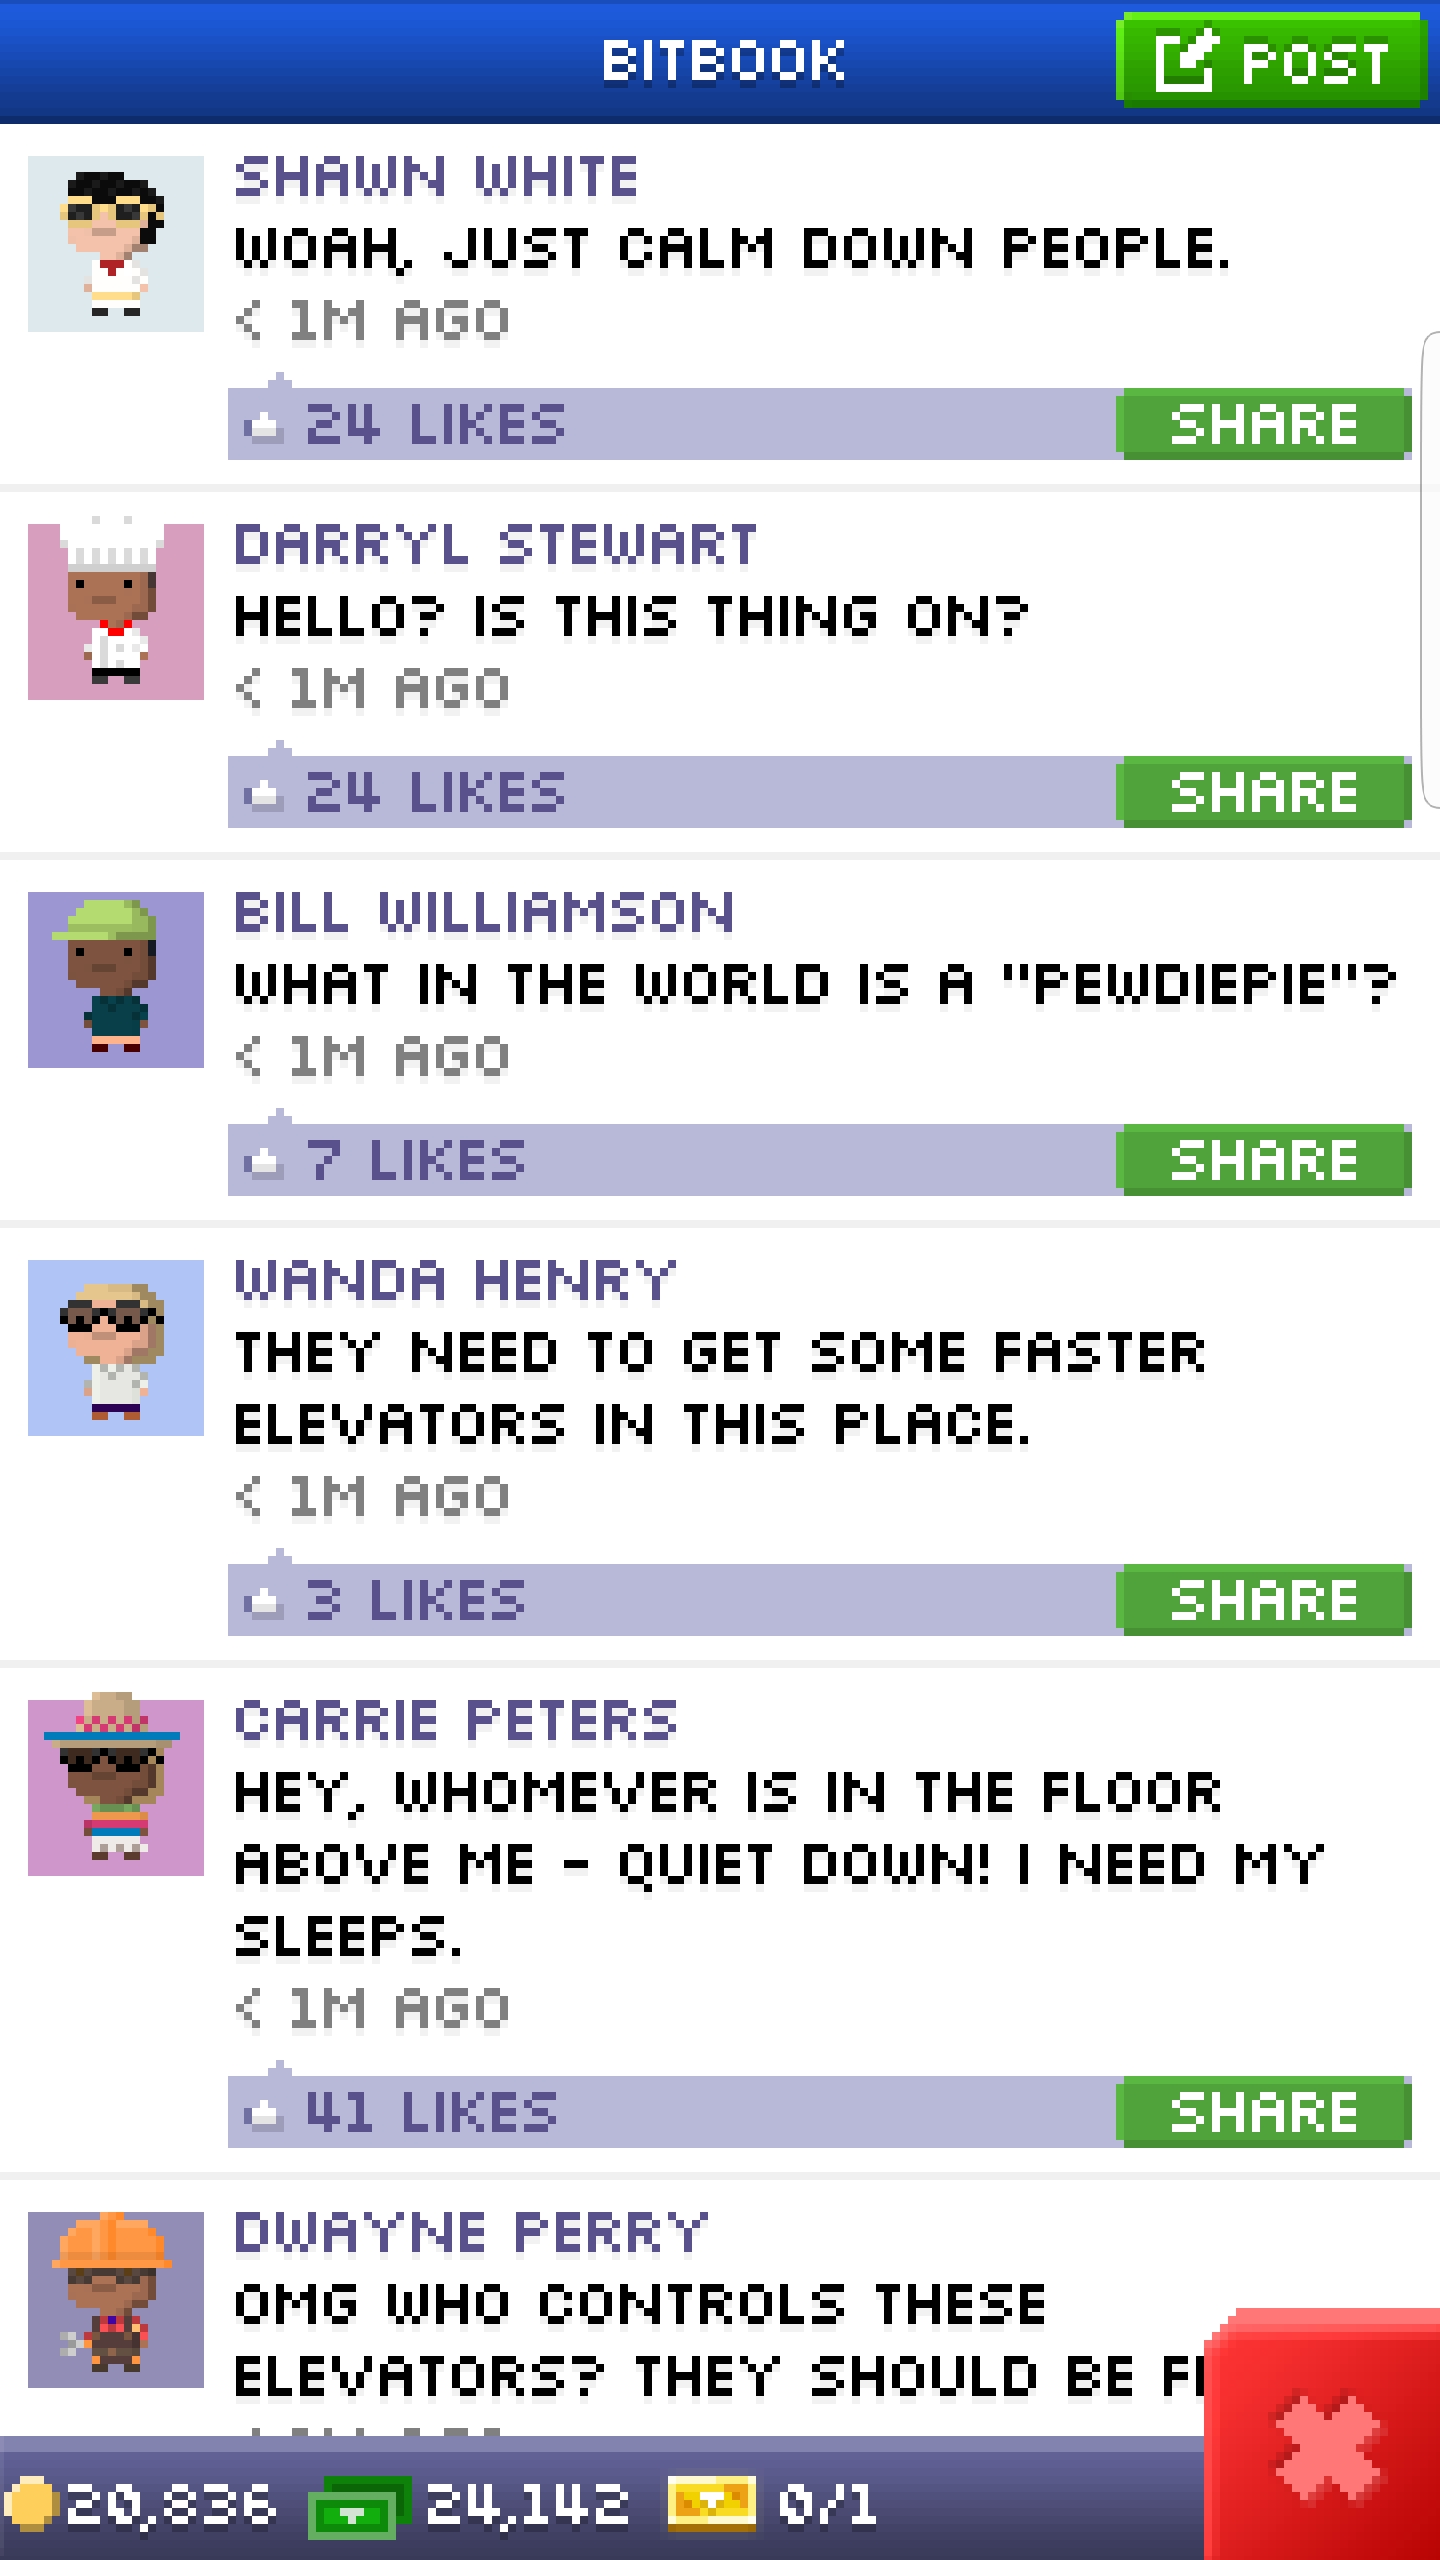 BITBOOK
POST
SHAWN WHITE
WOAH, JUST CALM DOWN PEOPLE.
< 1M AGO
24 LIKES
SHARE
DARRYL STEWART
HELLO? IS THIS THING ON?
< 1M AGO
24 LIKES
SHARE
BILL WILLIAMSON
WHAT IN THE WORLD IS A "PEWDIEPIE"?
< 1M AGO
7 LIKES
SHARE
WANDA HENRY
THEY NEED TO GET SOME FASTER
ELEVATORS IN THIS PLACE.
< 1M AGO
3 LIKES
SHARE
CARRIE PETERS
HEY, WHOMEVER IS IN THE FLOOR
ABOVE ME - QUIET DOWN! I NEED MY
SLEEPS.
< 1M AGO
41 LIKES
SHARE
DWAYNE PERRY
OMG WHO CONTROLS THESE
ELEVATORS? THEY SHOULD BE
20,836
24,142
0/1